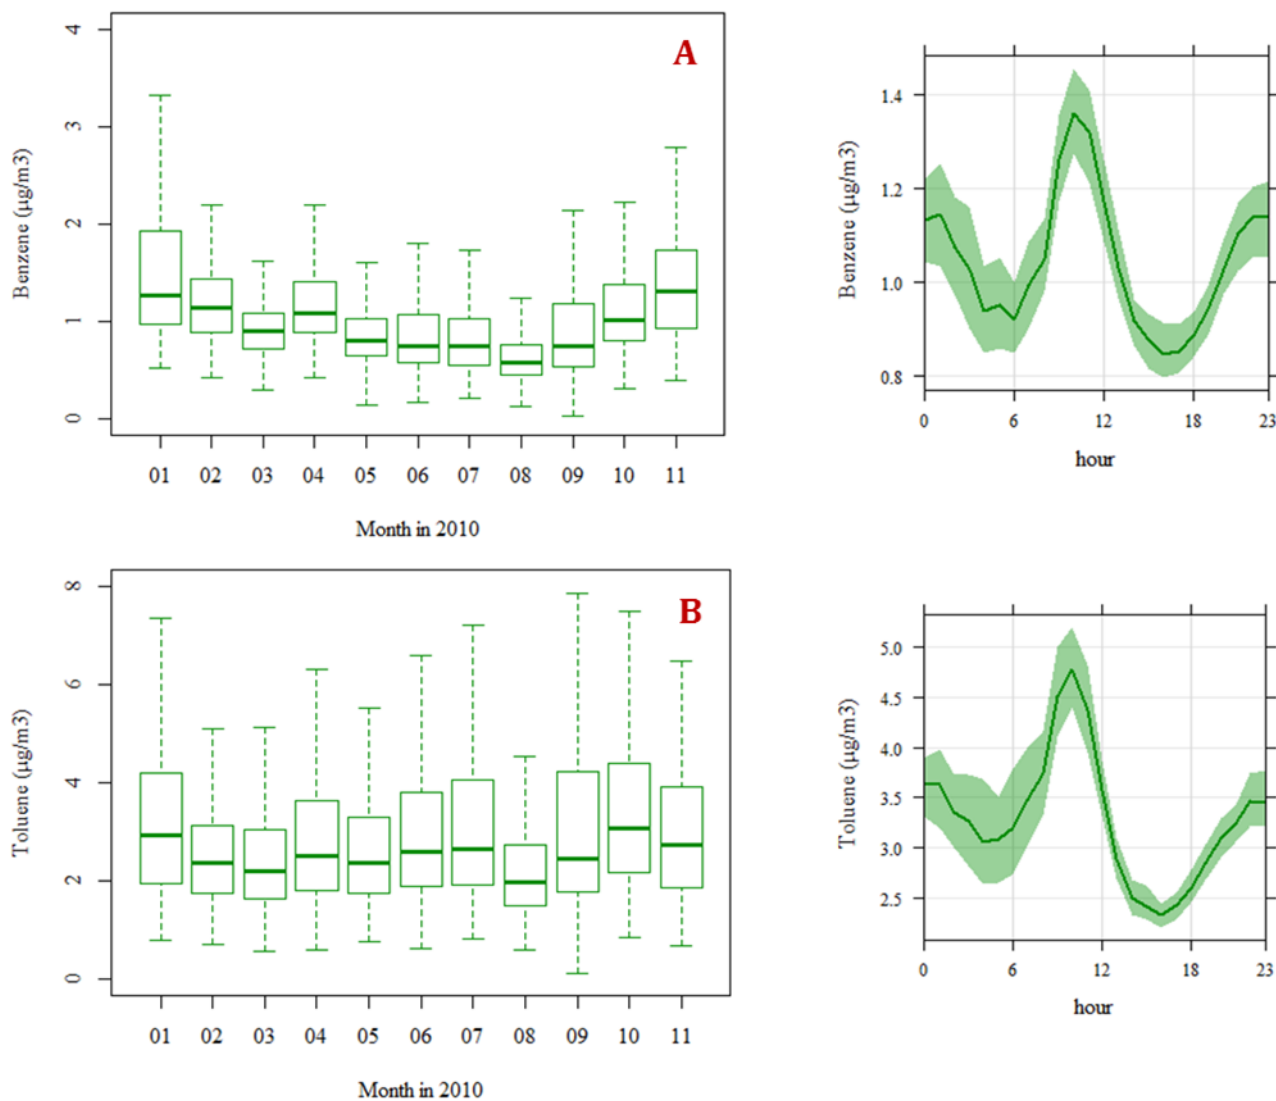 A
Benzene (µg/m3)
4
3
2
1
0
01 02 03 04 05 06 07 08 09 10 11
Month in 2010
Benzene (µg/m3)
1.4
1.2
1.0
0.8
0 6 12 18 23
hour
B
Toluene (µg/m3)
8
6
4
2
0
01 02 03 04 05 06 07 08 09 10 11
Month in 2010
Toluene (µg/m3)
5.0
4.5
4.0
3.5
3.0
2.5
0 6 12 18 23
hour